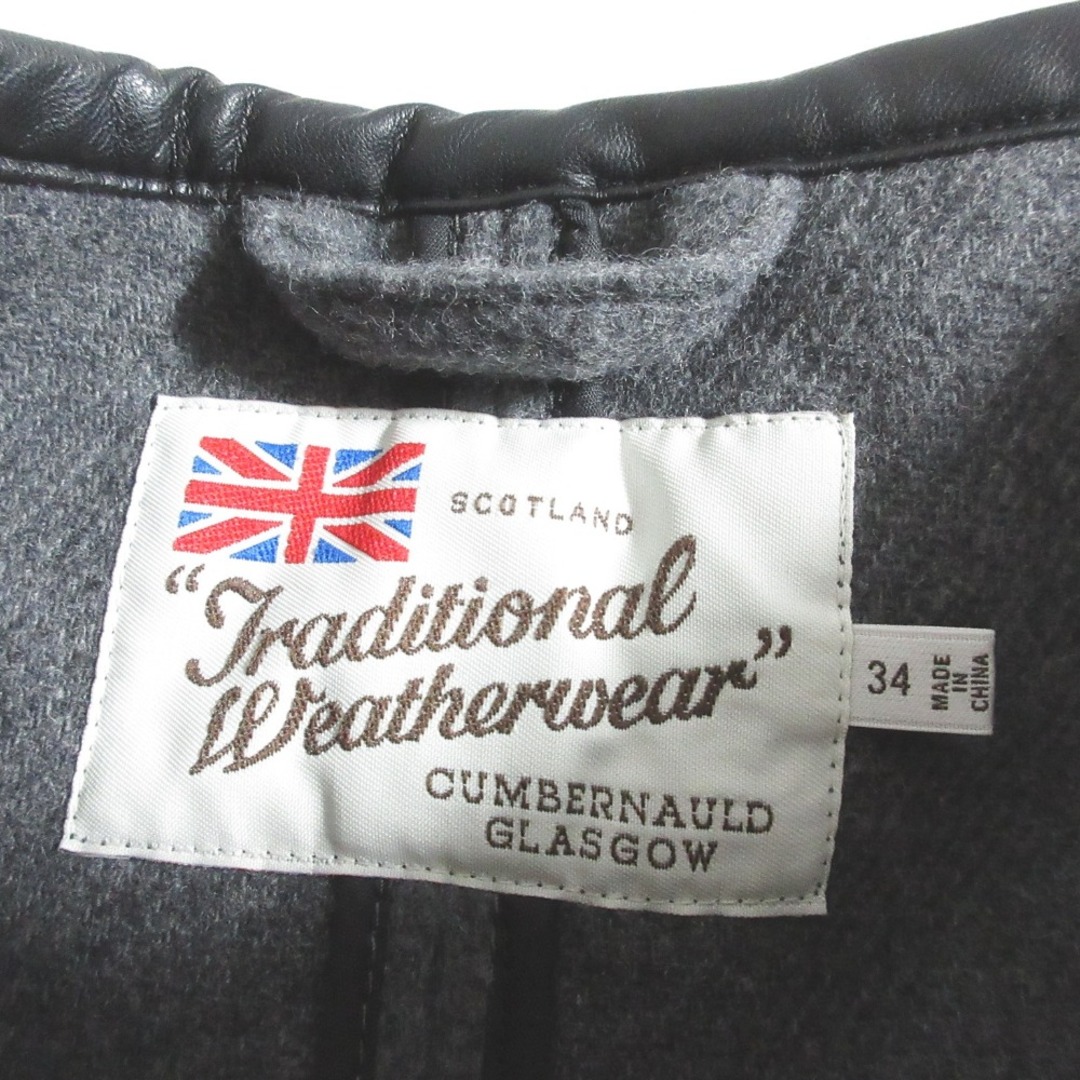 SCOTLAND
“Traditional
Weatherwear”
CUMBERNAULD
GLASGOW
34
MADE
IN
CHINA